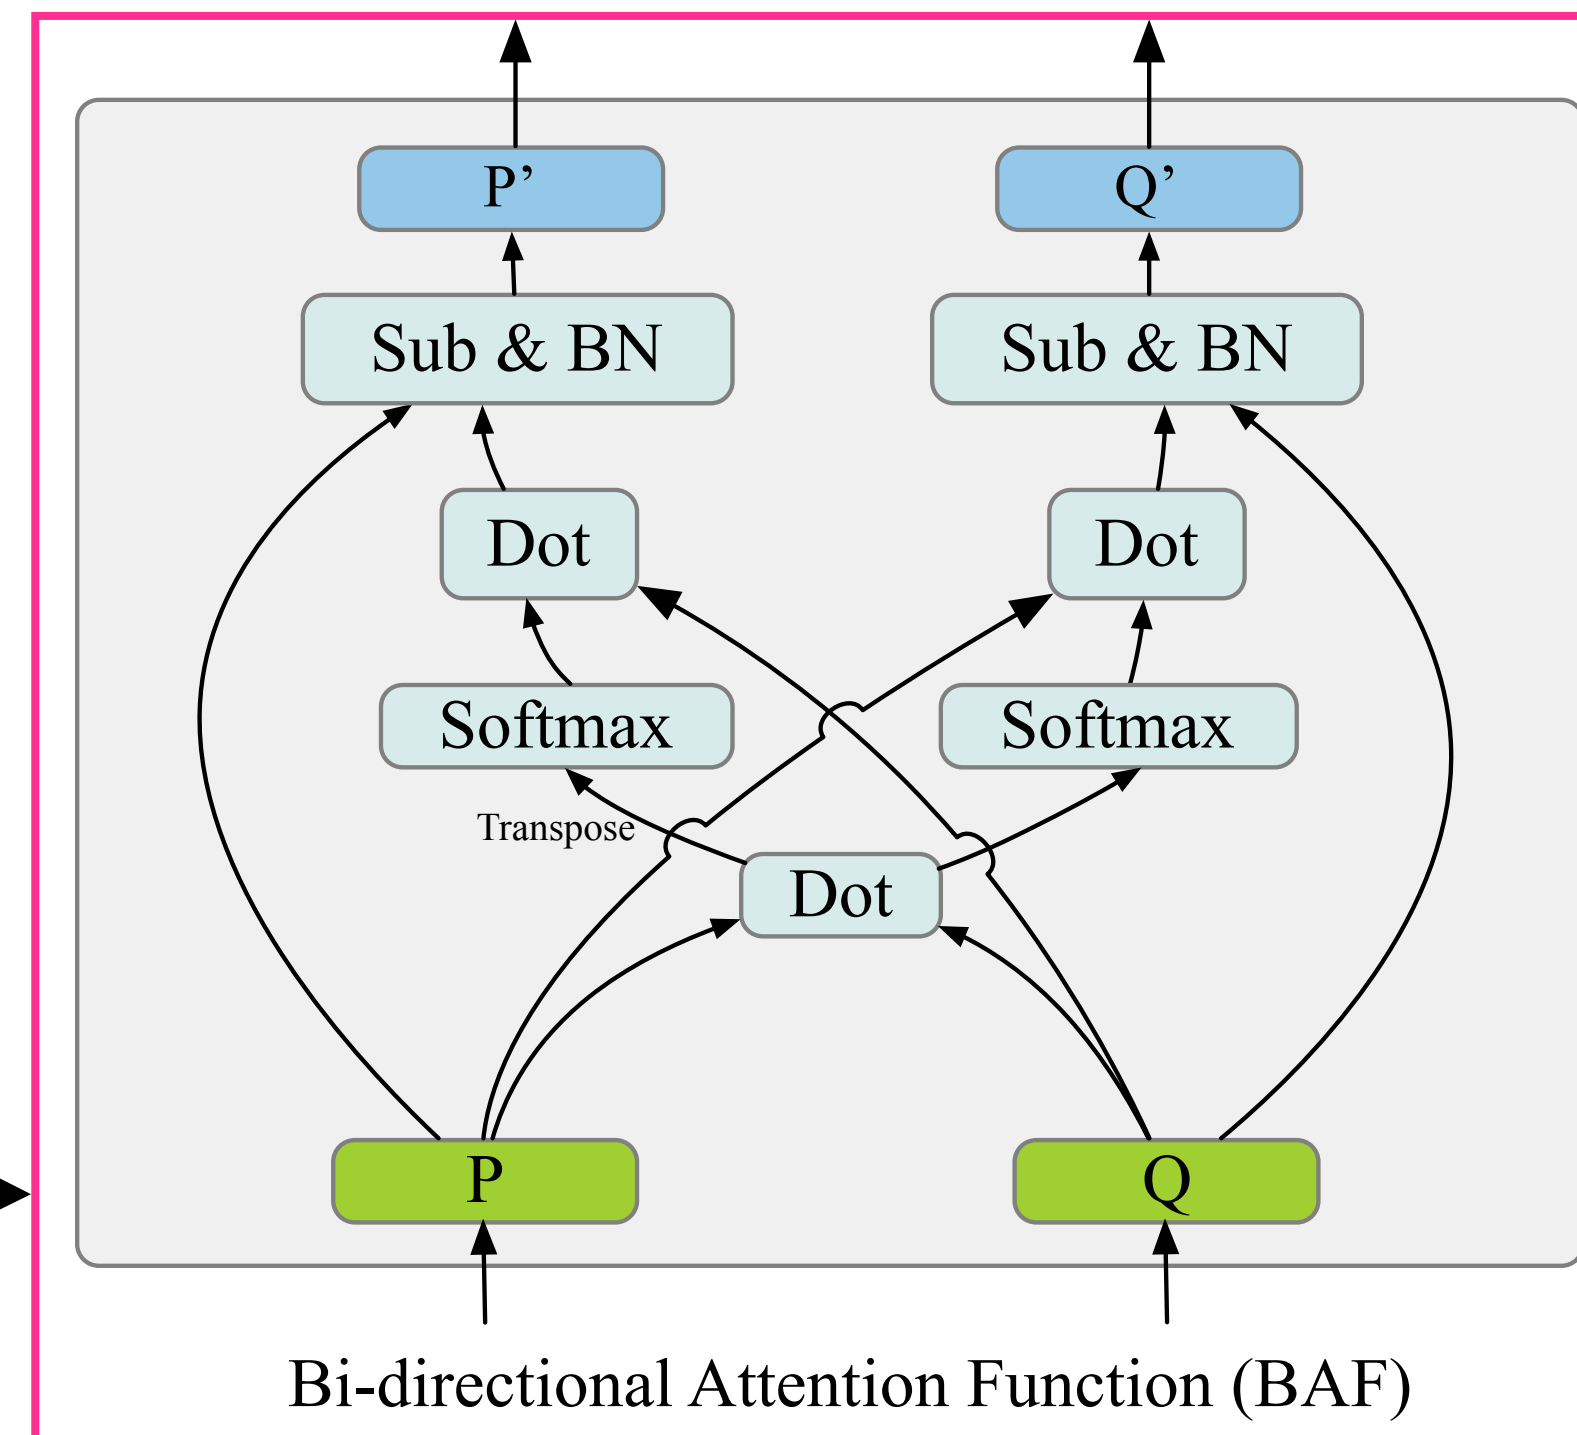 P’ Q’
Sub & BN Sub & BN
Dot Dot
Softmax Softmax
Transpose
Dot
P Q
Bi-directional Attention Function (BAF)